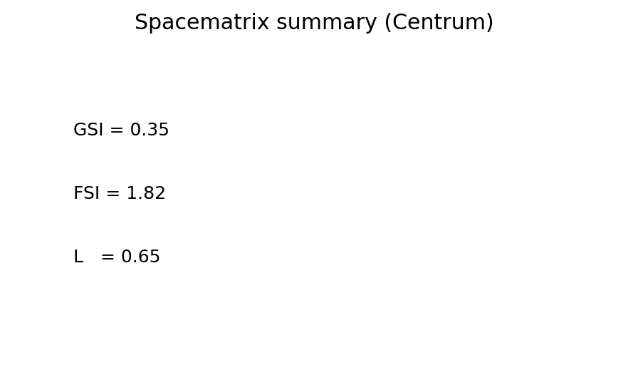 Spacematrix summary (Centrum)
GSI = 0.35
FSI = 1.82
L   = 0.65